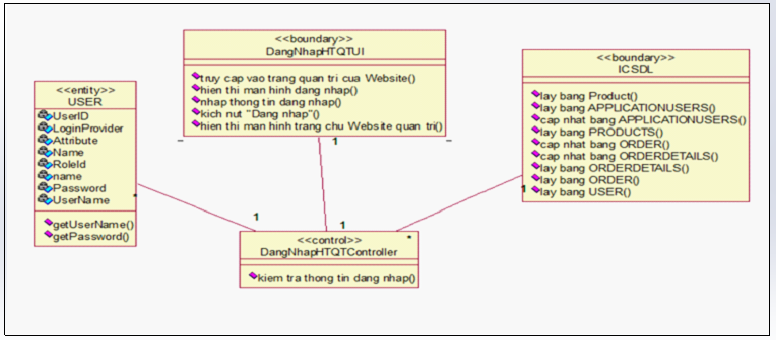 <<entity>>
USER
UserID
LoginProvider
Attribute
Name
RoleId
name
Password
UserName
getUserName()
getPassword()
<<boundary>>
DangNhapHTQTUI
truy cap vao trang quan tri cua Website()
hien thi man hinh dang nhap()
nhap thong tin dang nhap()
kich nut "Dang nhap"()
hien thi man hinh trang chu Website quan tri()
<<boundary>>
ICSDL
lay bang Product()
lay bang APPLICATIONUSERS()
cap nhat bang APPLICATIONUSERS()
lay bang PRODUCTS()
cap nhat bang ORDER()
cap nhat bang ORDERDETAILS()
lay bang ORDERDETAILS()
lay bang ORDER()
lay bang USER()
1
1
*
1
1
*
<<control>>
DangNhapHTQTController
kiem tra thong tin dang nhap()